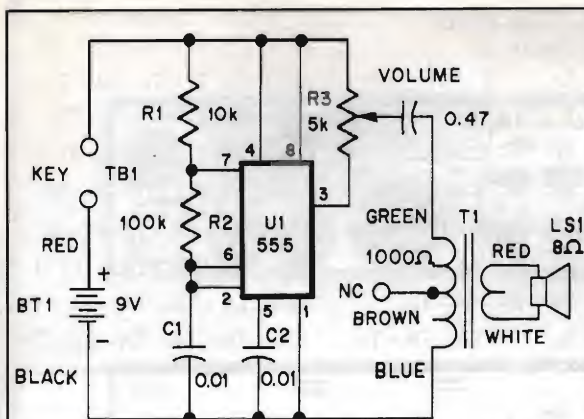 VOLUME
R1
10k
R3
5k
0.47
4
8
7
3
KEY
TB1
100k
R2
U1
555
GREEN
T1
LS1
8Ω
RED
6
1000Ω
RED
2
NC
BT1
+
9V
-
5
1
BROWN
WHITE
C1
C2
BLACK
0.01
0.01
BLUE